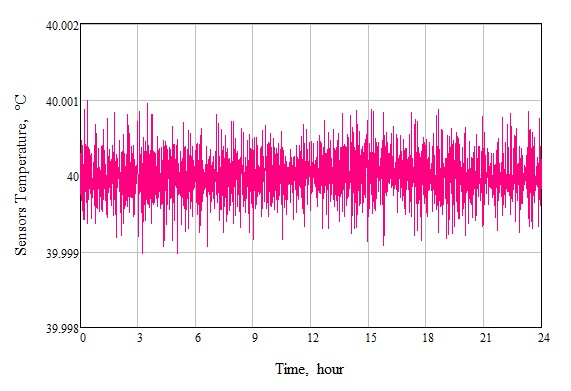 40.002
40.001
40
39.999
39.998
Sensors Temperature, °C
0 3 6 9 12 15 18 21 24
Time, hour